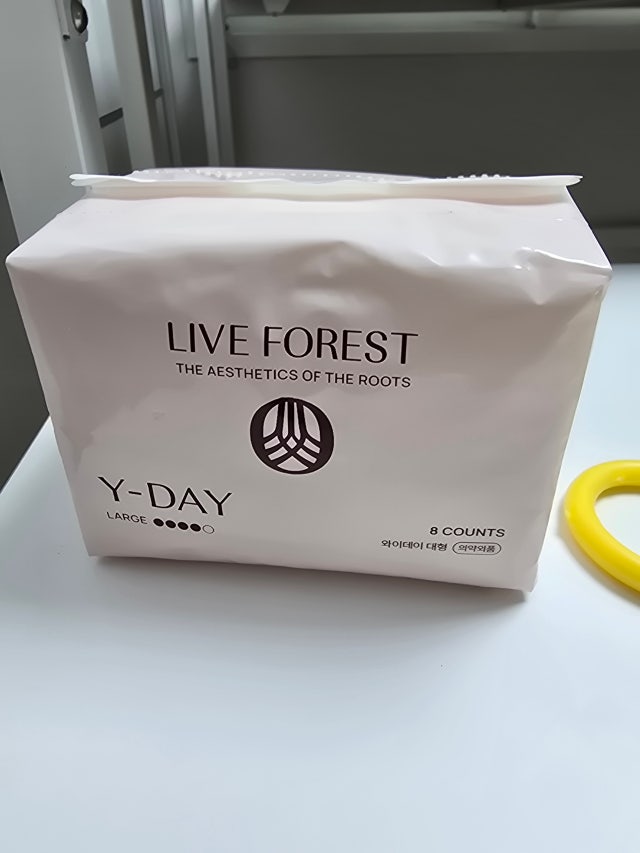 LIVE FOREST
THE AESTHETICS OF THE ROOTS
Y-DAY
LARGE
8 COUNTS
와이데이 대형 의약외품